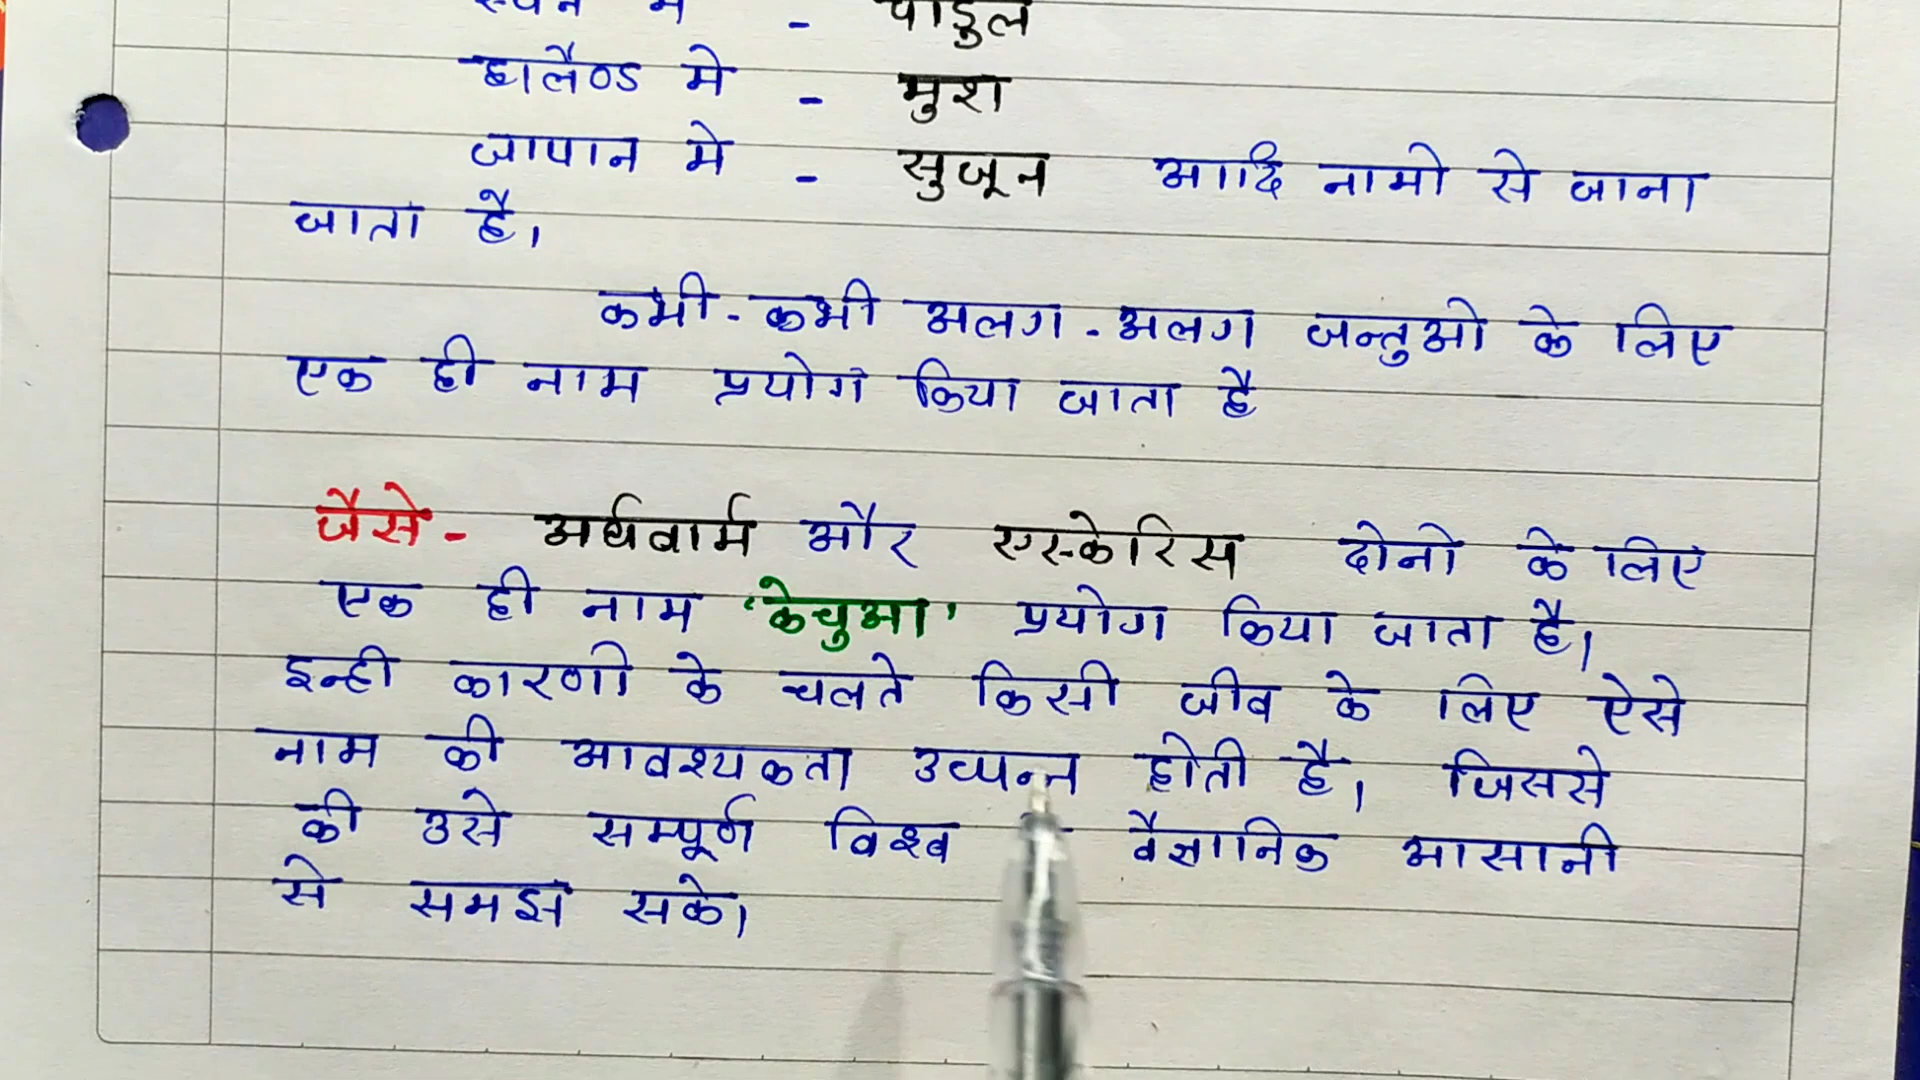 में - पाडुल
हालैण्ड मे - मुश
जापान मे - सुजून आदि नामो से जाना
जाता है।
कभी-कभी अलग-अलग जन्तुओ के लिए
एक ही नाम प्रयोग किया जाता है
जैसे- अर्थवार्म और एस्केरिस दोनो के लिए
एक ही नाम 'केचुआ' प्रयोग किया जाता है।
इन्ही कारणो के चलते किसी जीव के लिए ऐसे
नाम की आवश्यकता उत्पन्न होती है। जिससे
की उसे सम्पूर्ण विश्व वैज्ञानिक आसानी
से समझ सके।